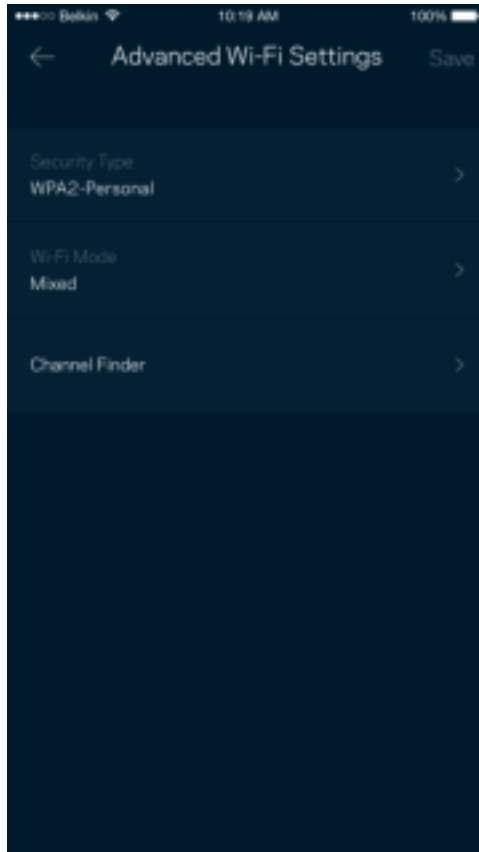 Belkin 10:19 AM 100%
Advanced Wi-Fi Settings Save
Security Type
WPA2-Personal
Wi-Fi Mode
Mixed
Channel Finder